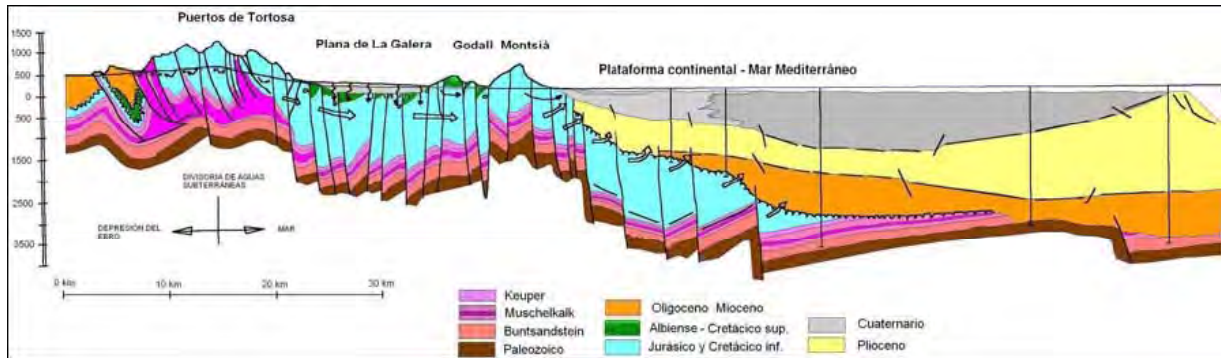 Puertos de Tortosa
Plana de La Galera
Godall Montsià
Plataforma continental - Mar Mediterráneo
1500
1000
500
0
500
1500
2500
3500
DIVISORIA DE AGUAS
SUBTERRÁNEAS
DEPRESIÓN DEL
EBRO
MAR
0 km
10 km
20 km
30 km
Keuper
Muschelkalk
Buntsandstein
Paleozoico
Oligoceno Mioceno
Albiense - Cretácico sup.
Jurásico y Cretácico inf.
Cuaternario
Plioceno